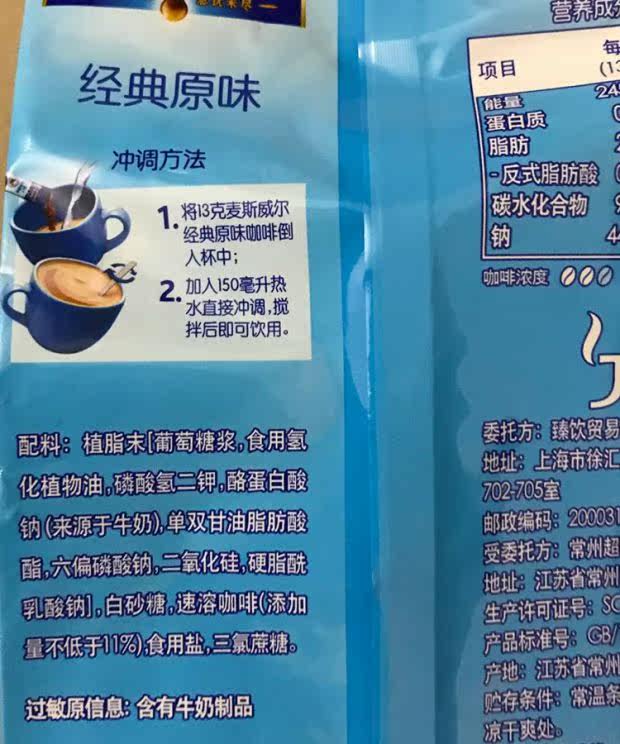 经典原味
冲调方法
1. 将13克麦斯威尔
经典原味咖啡倒
入杯中；
2. 加入150毫升热
水直接冲调,搅
拌后即可饮用。
配料：植脂末[葡萄糖浆,食用氢
化植物油,磷酸氢二钾,酪蛋白酸
钠(来源于牛奶),单双甘油脂肪酸
酯,六偏磷酸钠,二氧化硅,硬脂酰
乳酸钠],白砂糖,速溶咖啡(添加
量不低于11%),食用盐,三氯蔗糖。
过敏原信息：含有牛奶制品
营养成
项目 每
(13
能量 24
蛋白质
脂肪
-反式脂肪酸
碳水化合物
钠
咖啡浓度
委托方：臻饮贸易
地址：上海市徐汇
702-705室
邮政编码：200031
受委托方：常州超
地址：江苏省常州
生产许可证号：SC
产品标准号：GB/
产地：江苏省常州
贮存条件：常温条
凉干爽处。